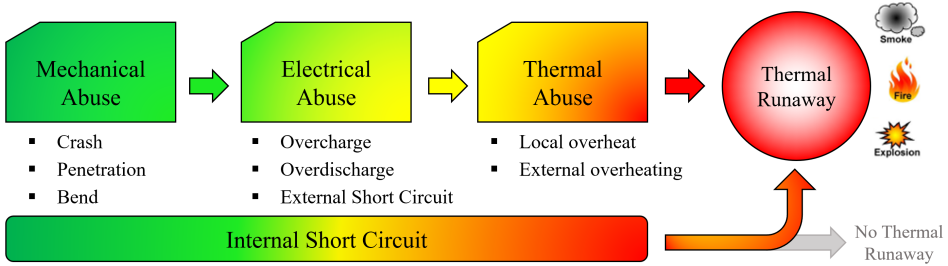 Mechanical
Abuse
Electrical
Abuse
Thermal
Abuse
Thermal
Runaway
Smoke
Fire
Explosion
▪ Crash
▪ Penetration
▪ Bend
▪ Overcharge
▪ Overdischarge
▪ External Short Circuit
▪ Local overheat
▪ External overheating
Internal Short Circuit
No Thermal
Runaway